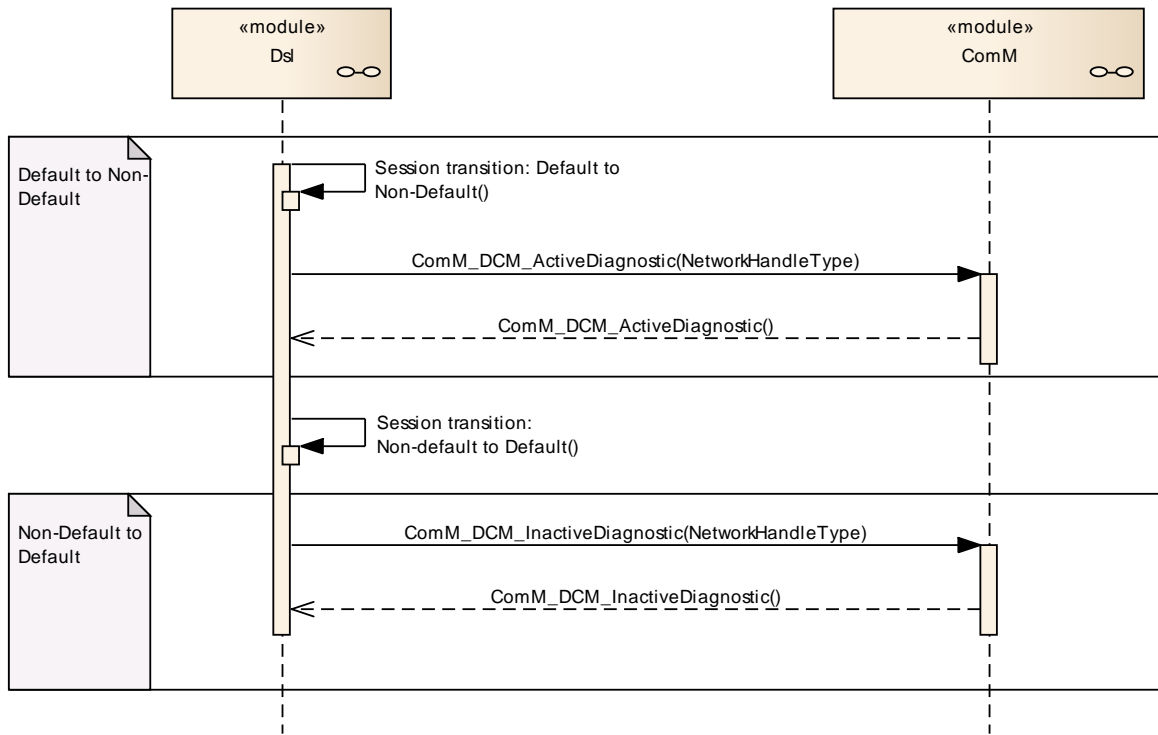 «module»
Dsl
«module»
ComM
Default to Non-
Default
Session transition: Default to
Non-Default()
ComM_DCM_ActiveDiagnostic(NetworkHandleType)
ComM_DCM_ActiveDiagnostic()
Session transition:
Non-default to Default()
Non-Default to
Default
ComM_DCM_InactiveDiagnostic(NetworkHandleType)
ComM_DCM_InactiveDiagnostic()